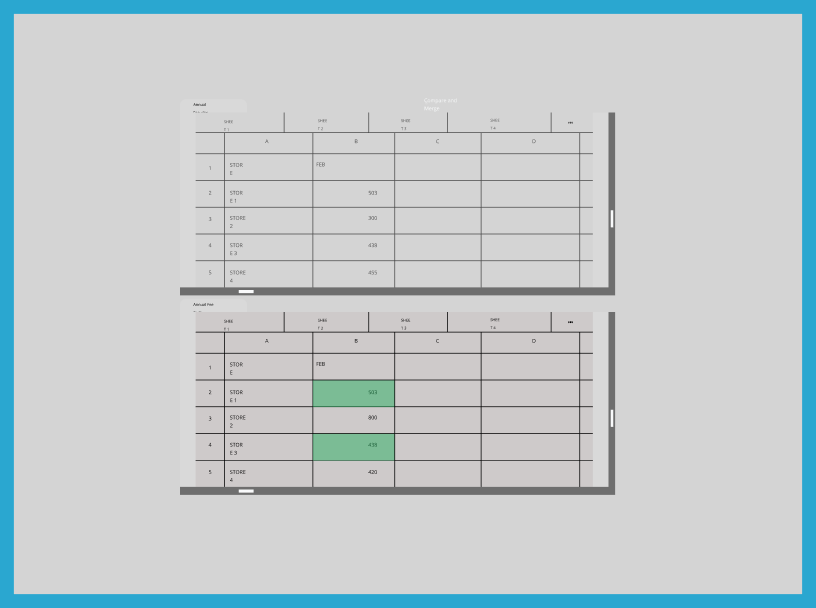 Annual
Configure and
Merge
SHEE SHEE SHEE SHEE •••
T 1 T 2 T 3 T 4
A B C D
1 STOR FEB
E
2 STOR 503
E 1
3 STORE 300
2
4 STOR 438
E 3
5 STORE 455
4
Annual Fee
SHEE SHEE SHEE SHEE •••
T 1 T 2 T 3 T 4
A B C D
1 STOR FEB
E
2 STOR 503
E 1
3 STORE 800
2
4 STOR 438
E 3
5 STORE 420
4